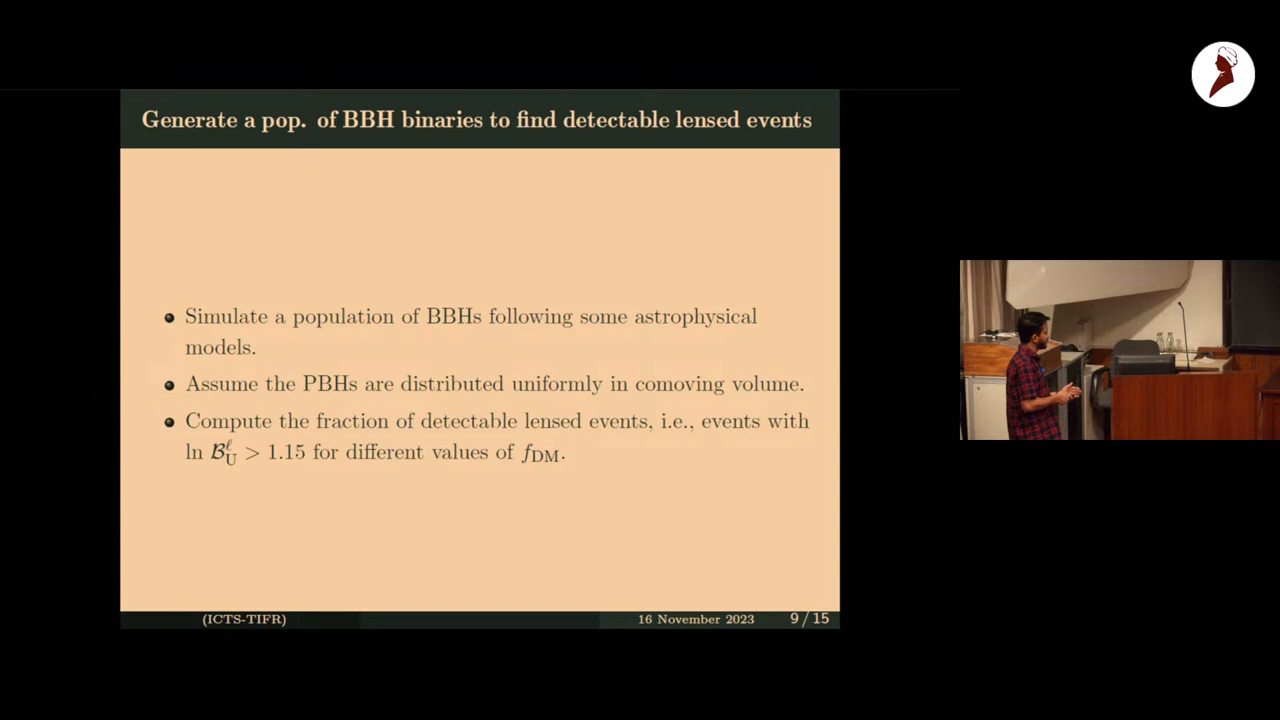 Generate a pop. of BBH binaries to find detectable lensed events
Simulate a population of BBHs following some astrophysical
models.
Assume the PBHs are distributed uniformly in comoving volume.
Compute the fraction of detectable lensed events, i.e., events with
ln 𝓑ᵁ^ℓ > 1.15 for different values of f_DM.
(ICTS-TIFR) 16 November 2023 9 / 15